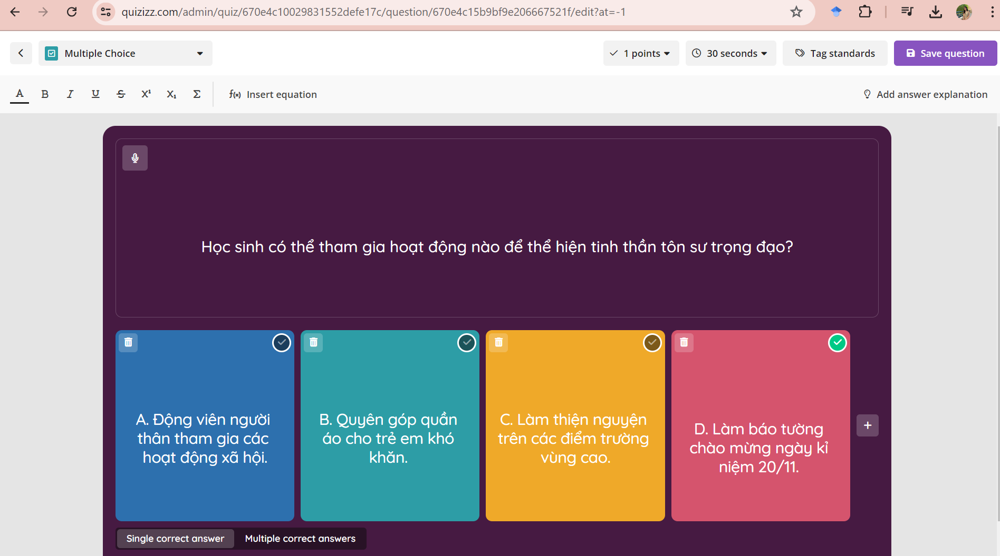 quizizz.com/admin/quiz/670e4c10029831552defe17c/question/670e4c15b9bf9e206667521f/edit?at=-1
Multiple Choice
1 points
30 seconds
Tag standards
Save question
A B I U S X¹ X₁ Σ
f(x) Insert equation
Add answer explanation
Học sinh có thể tham gia hoạt động nào để thể hiện tinh thần tôn sư trọng đạo?
A. Động viên người
thân tham gia các
hoạt động xã hội.
B. Quyên góp quần
áo cho trẻ em khó
khăn.
C. Làm thiện nguyện
trên các điểm trường
vùng cao.
D. Làm báo tường
chào mừng ngày kỉ
niệm 20/11.
Single correct answer
Multiple correct answers